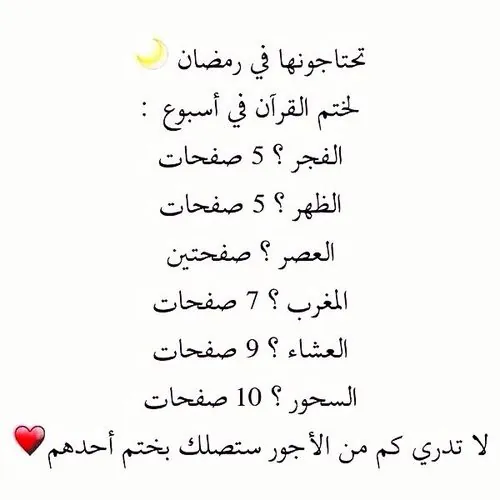 تحتاجونها في رمضان 🌙
لختم القرآن في أسبوع :
الفجر ؟ 5 صفحات
الظهر ؟ 5 صفحات
العصر ؟ صفحتين
المغرب ؟ 7 صفحات
العشاء ؟ 9 صفحات
السحور ؟ 10 صفحات
لا تدري كم من الأجور ستصلك بختم أحدهم❤️